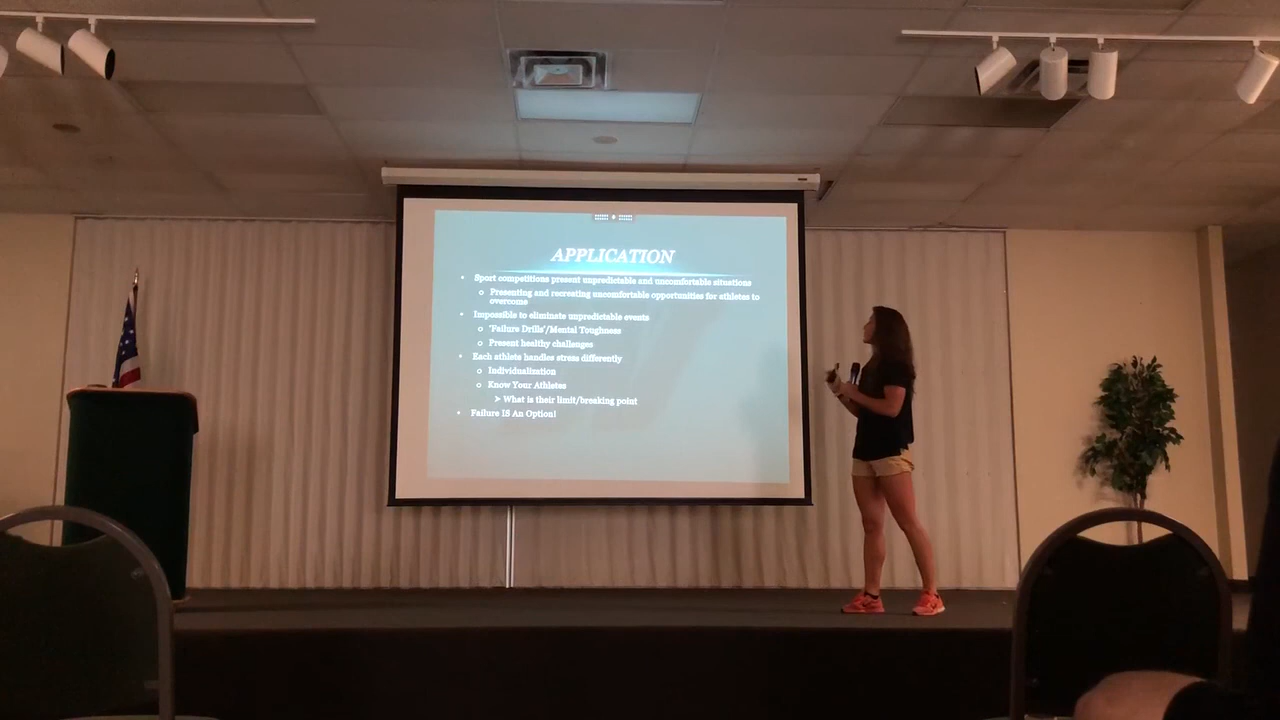 APPLICATION
• Sport competitions present unpredictable and uncomfortable situations
o Presenting and recreating uncomfortable opportunities for athletes to
overcome
• Impossible to eliminate unpredictable events
o 'Failure Drills'/Mental Toughness
o Present healthy challenges
• Each athlete handles stress differently
o Individualization
o Know Your Athletes
➢ What is their limit/breaking point
• Failure IS An Option!